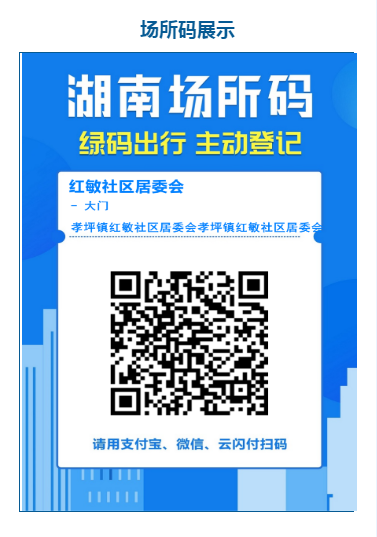 场所码展示
湖南场所码
绿码出行 主动登记
红敏社区居委会
- 大门
孝坪镇红敏社区居委会孝坪镇红敏社区居委会
请用支付宝、微信、云闪付扫码